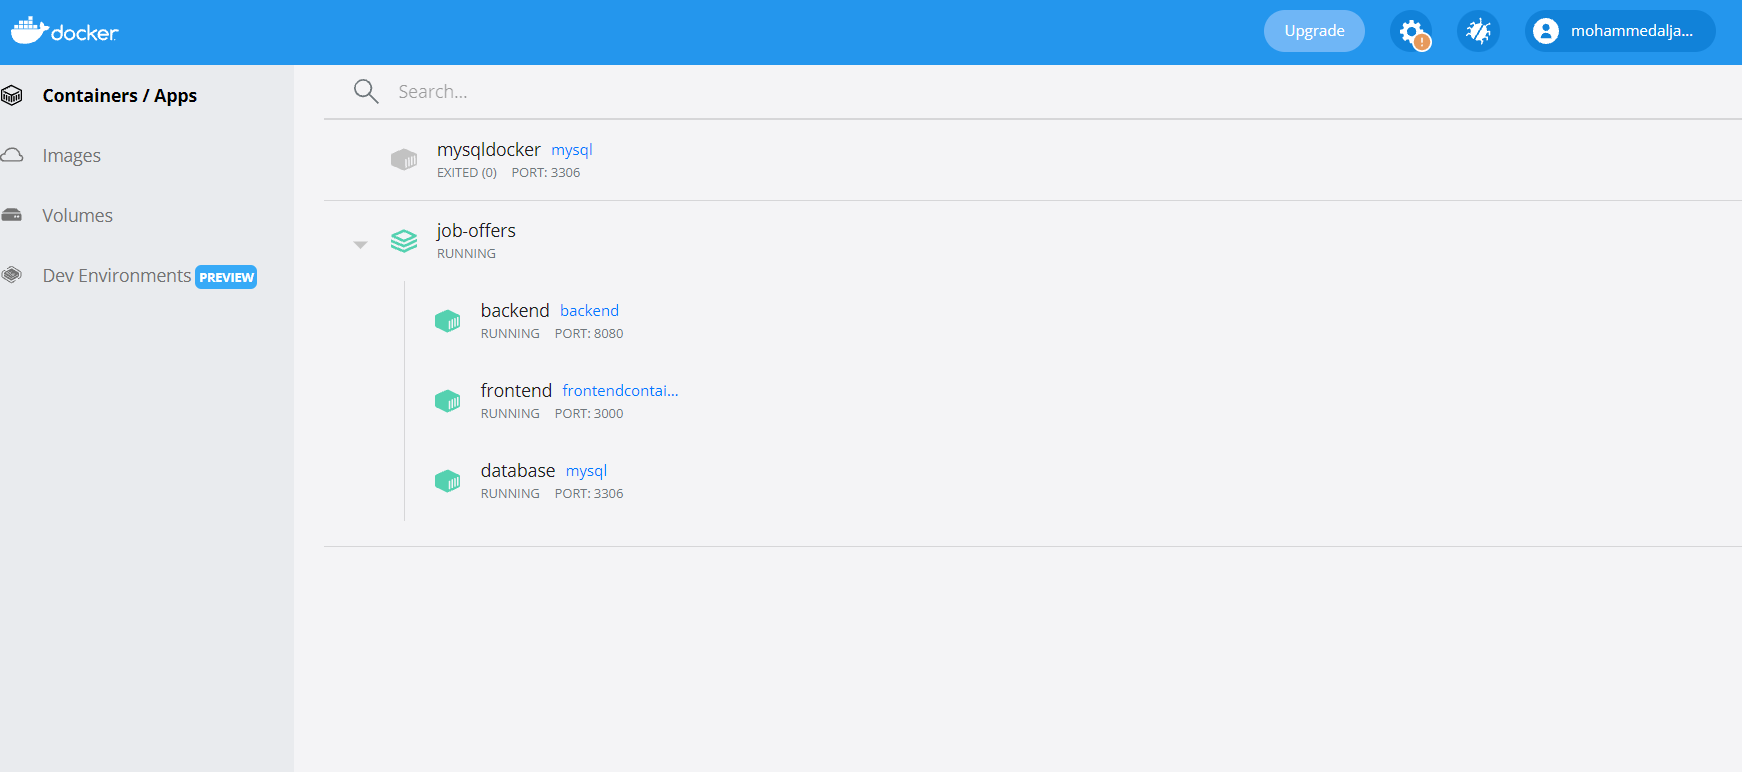 docker
Upgrade
mohammedalja...
Containers / Apps
Images
Volumes
Dev Environments PREVIEW
Search...
mysqldocker mysql
EXITED (0) PORT: 3306
job-offers
RUNNING
backend backend
RUNNING PORT: 8080
frontend frontendcontai...
RUNNING PORT: 3000
database mysql
RUNNING PORT: 3306